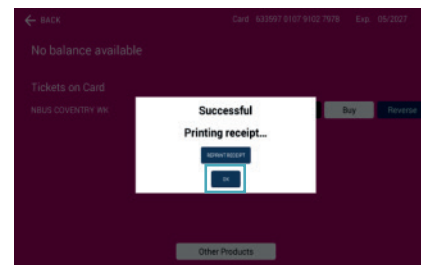 ← BACK
Card 633597 0107 9102 7978 Exp 05/2027
No balance available
Tickets on Card
NBUS COVENTRY WK
Buy
Reverse
Successful
Printing receipt...
REPRINT RECEIPT
OK
Other Products